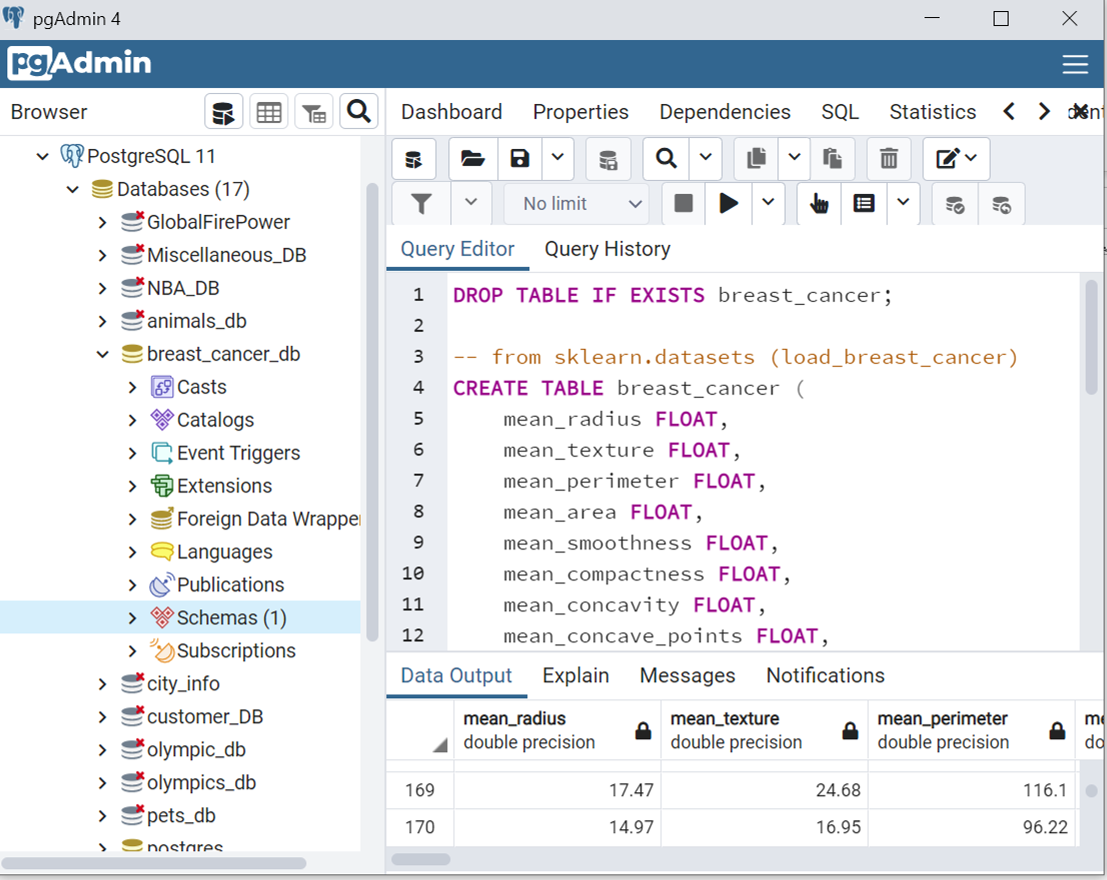 pgAdmin 4
pgAdmin
Browser
Dashboard Properties Dependencies SQL Statistics
PostgreSQL 11
Databases (17)
GlobalFirePower
Miscellaneous_DB
NBA_DB
animals_db
breast_cancer_db
Casts
Catalogs
Event Triggers
Extensions
Foreign Data Wrapper
Languages
Publications
Schemas (1)
Subscriptions
city_info
customer_DB
olympic_db
olympics_db
pets_db
postgres
No limit
Query Editor Query History
1 DROP TABLE IF EXISTS breast_cancer;
2
3 -- from sklearn.datasets (load_breast_cancer)
4 CREATE TABLE breast_cancer (
5 mean_radius FLOAT,
6 mean_texture FLOAT,
7 mean_perimeter FLOAT,
8 mean_area FLOAT,
9 mean_smoothness FLOAT,
10 mean_compactness FLOAT,
11 mean_concavity FLOAT,
12 mean_concave_points FLOAT,
Data Output Explain Messages Notifications
mean_radius mean_texture mean_perimeter me
double precision double precision double precision do
169 17.47 24.68 116.1
170 14.97 16.95 96.22